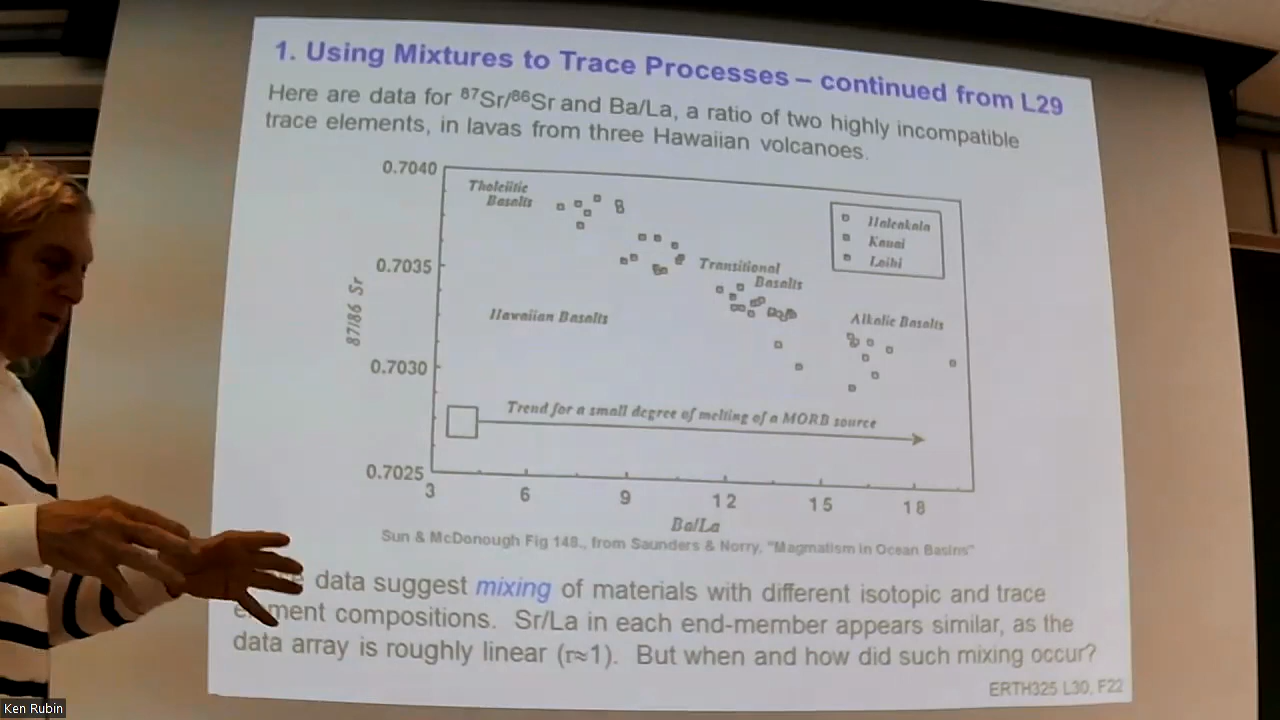 1. Using Mixtures to Trace Processes – continued from L29
Here are data for ⁸⁷Sr/⁸⁶Sr and Ba/La, a ratio of two highly incompatible
trace elements, in lavas from three Hawaiian volcanoes.
0.7040
0.7035
0.7030
0.7025
87/86 Sr
Tholeiitic
Basalts
Haleakala
Kauai
Loihi
Transitional
Basalts
Hawaiian Basalts
Alkalic Basalts
Trend for a small degree of melting of a MORB source
3 6 9 12 15 18
Ba/La
Sun & McDonough Fig 14B., from Saunders & Norry, "Magmatism in Ocean Basins"
data suggest mixing of materials with different isotopic and trace
element compositions. Sr/La in each end-member appears similar, as the
data array is roughly linear (r≈1). But when and how did such mixing occur?
ERTH325 L30, F22
Ken Rubin